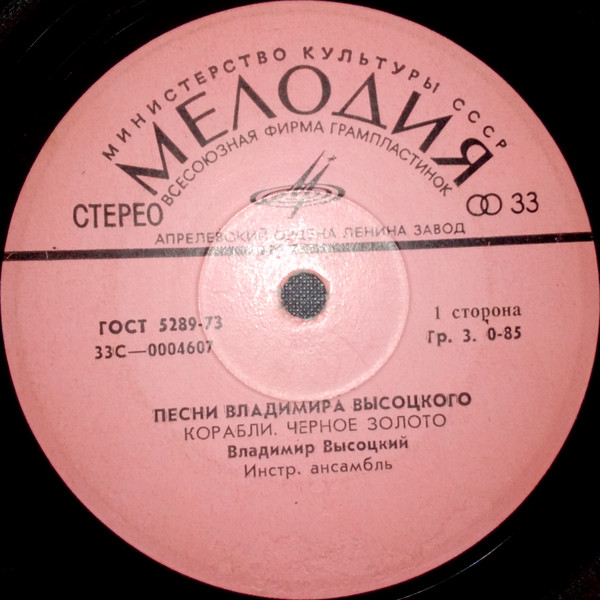 МИНИСТЕРСТВО КУЛЬТУРЫ СССР
МЕЛОДИЯ
ВСЕСОЮЗНАЯ ФИРМА ГРАМПЛАСТИНОК
СТЕРЕО
33
АПРЕЛЕВСКИЙ ОРДЕНА ЛЕНИНА ЗАВОД
ГОСТ 5289-73
33С—0004607
1 сторона
Гр. 3. 0-85
ПЕСНИ ВЛАДИМИРА ВЫСОЦКОГО
КОРАБЛИ. ЧЕРНОЕ ЗОЛОТО
Владимир Высоцкий
Инстр. ансамбль